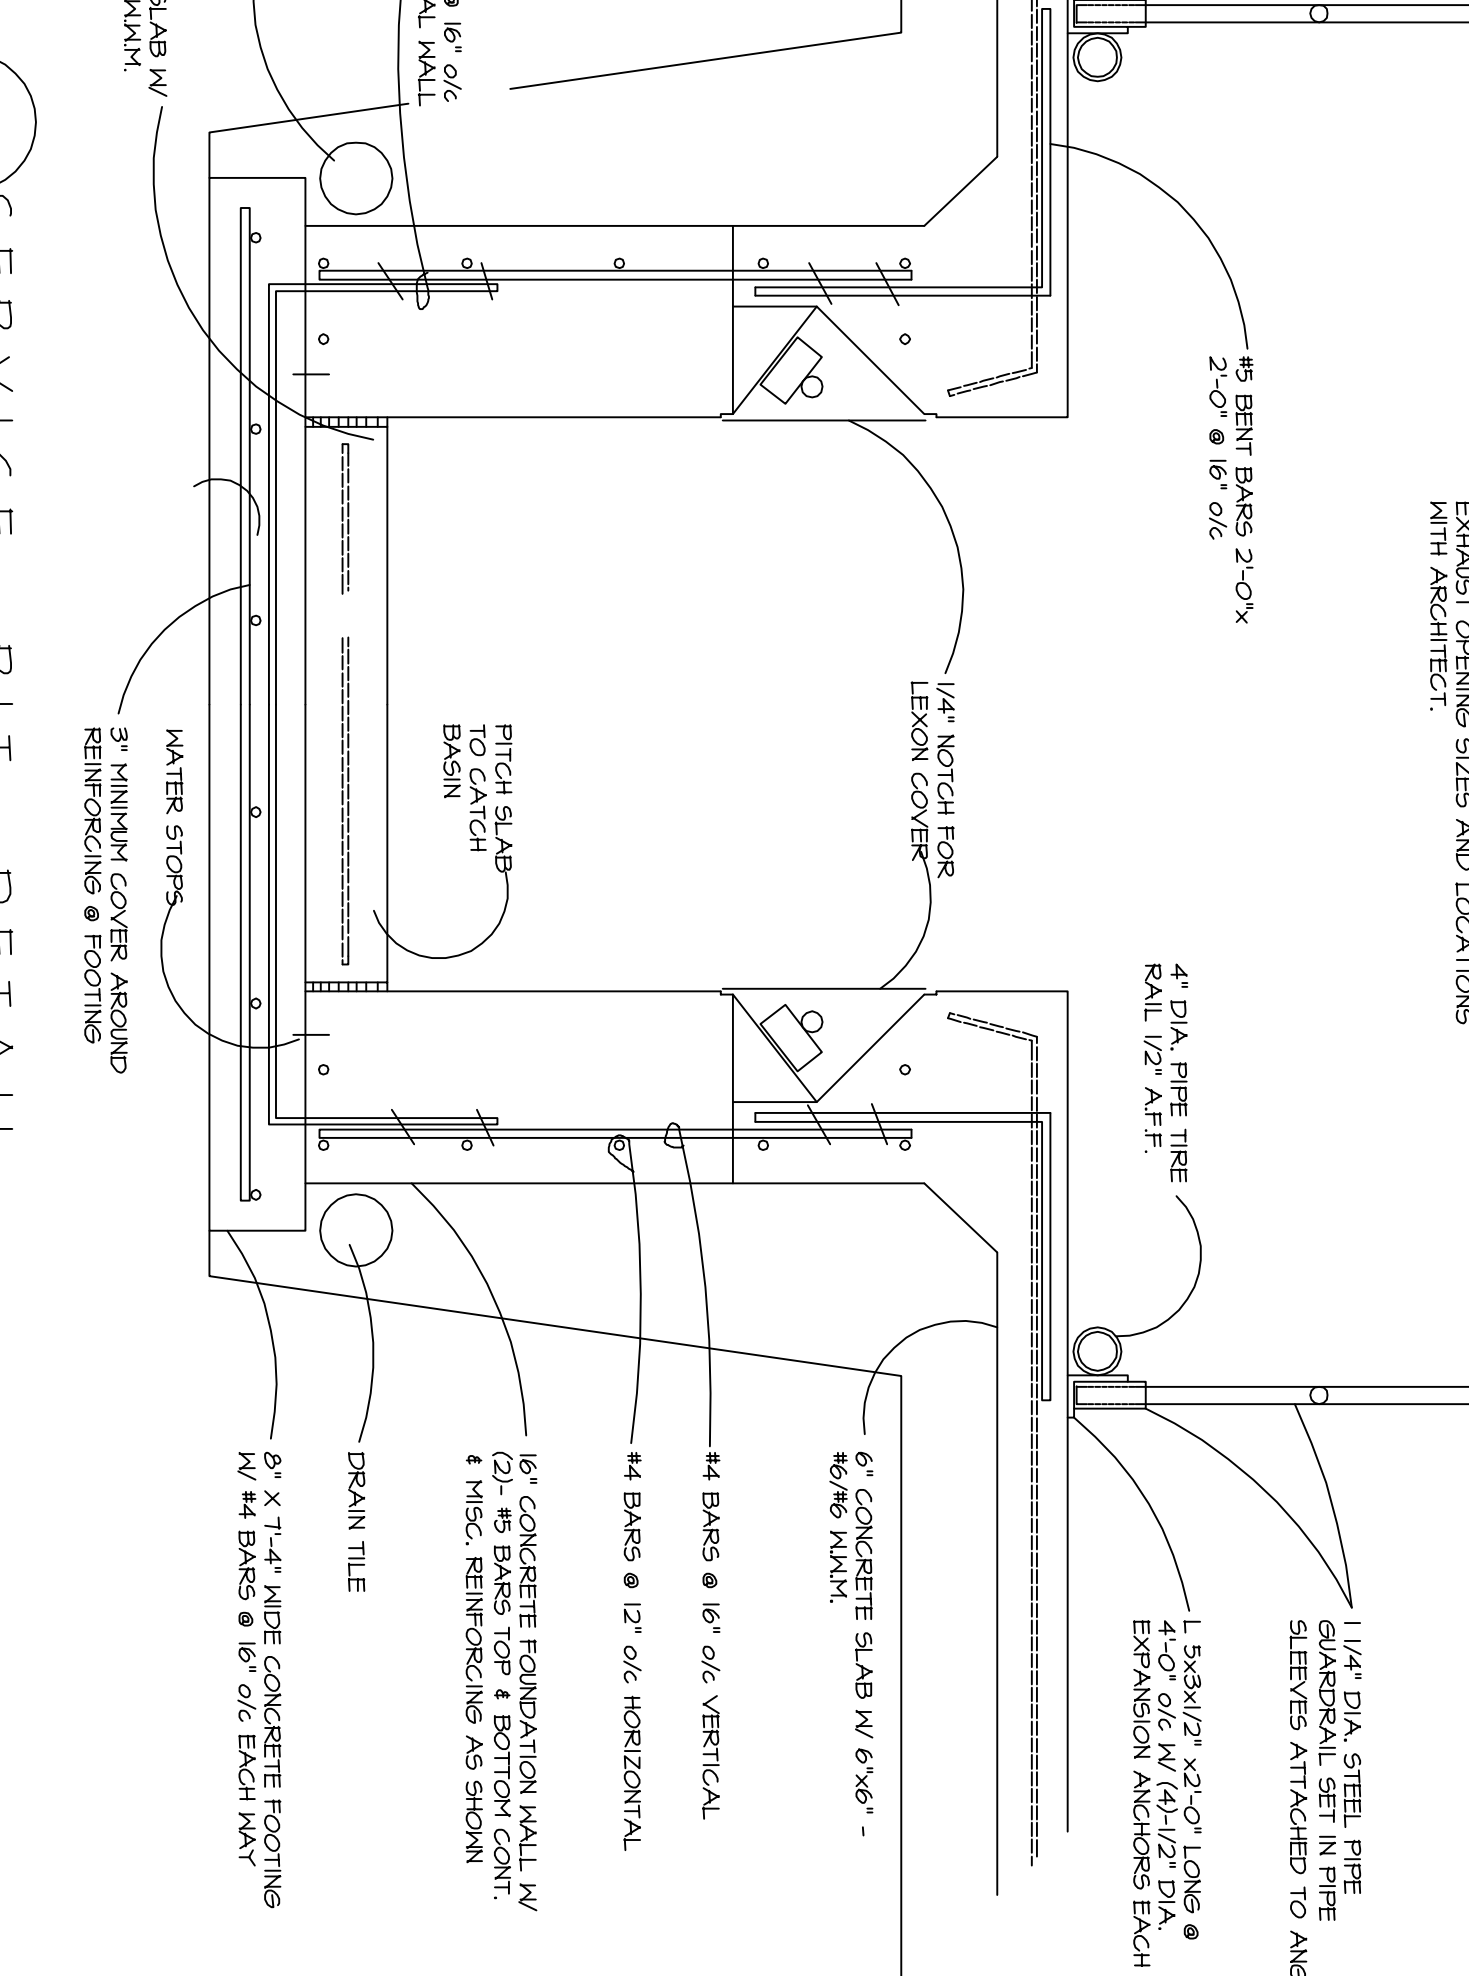 EXHAUST OPENING SIZES AND LOCATIONS
WITH ARCHITECT.
1 1/4" DIA. STEEL PIPE
GUARDRAIL SET IN PIPE
SLEEVES ATTACHED TO
#5 BENT BARS 2'-0"x
2'-0" @ 16" o/c
4" DIA. PIPE TIRE
RAIL 1/2" A.F.F.
L 5x3x1/2" x2'-0" LONG @
4'-0" o/c W/ (4)-1/2" DIA.
EXPANSION ANCHORS EACH
1/4" NOTCH FOR
LEXON COVER
6" CONCRETE SLAB W/ 6"x6" -
#6/#6 W.W.M.
#4 BARS @ 16" o/c VERTICAL
#4 BARS @ 12" o/c HORIZONTAL
@ 16" o/c
WALL
PITCH SLAB
TO CATCH
BASIN
16" CONCRETE FOUNDATION WALL W/
(2)- #5 BARS TOP & BOTTOM CONT.
& MISC. REINFORCING AS SHOWN
DRAIN TILE
8" X 7'-4" WIDE CONCRETE FOOTING
W/ #4 BARS @ 16" o/c EACH WAY
SLAB W/
W.W.M.
WATER STOPS
3" MINIMUM COVER AROUND
REINFORCING @ FOOTING
SERVICE PIT DETAIL